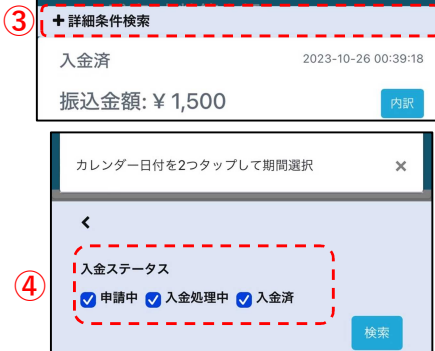 ③
+詳細条件検索
入金済 2023-10-26 00:39:18
振込金額: ¥ 1,500 内訳
カレンダー日付を2つタップして期間選択 ×
<
④
入金ステータス
申請中 入金処理中 入金済
検索